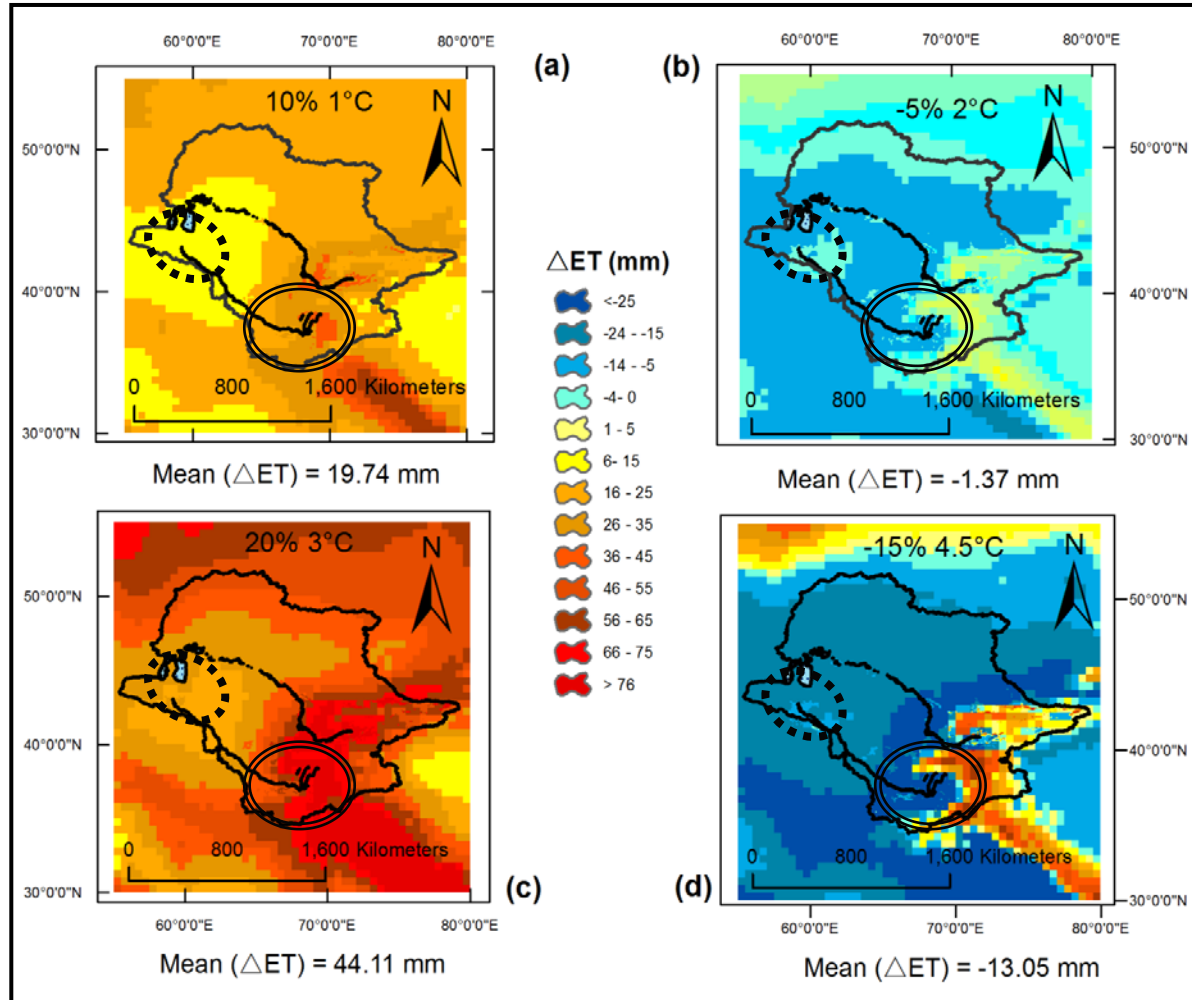 60°0'0"E 70°0'0"E 80°0'0"E
(a)
10% 1°C
N
50°0'0"N
40°0'0"N
30°0'0"N
0 800 1,600 Kilometers
Mean (△ET) = 19.74 mm
60°0'0"E 70°0'0"E 80°0'0"E
(b)
-5% 2°C
N
50°0'0"N
40°0'0"N
30°0'0"N
0 800 1,600 Kilometers
Mean (△ET) = -1.37 mm
△ET (mm)
<-25
-24 - -15
-14 - -5
-4- 0
1 - 5
6- 15
16 - 25
26 - 35
36 - 45
46 - 55
56 - 65
66 - 75
> 76
20% 3°C
N
50°0'0"N
40°0'0"N
30°0'0"N
0 800 1,600 Kilometers
(c)
60°0'0"E 70°0'0"E 80°0'0"E
Mean (△ET) = 44.11 mm
-15% 4.5°C
N
50°0'0"N
40°0'0"N
30°0'0"N
0 800 1,600 Kilometers
(d)
60°0'0"E 70°0'0"E 80°0'0"E
Mean (△ET) = -13.05 mm